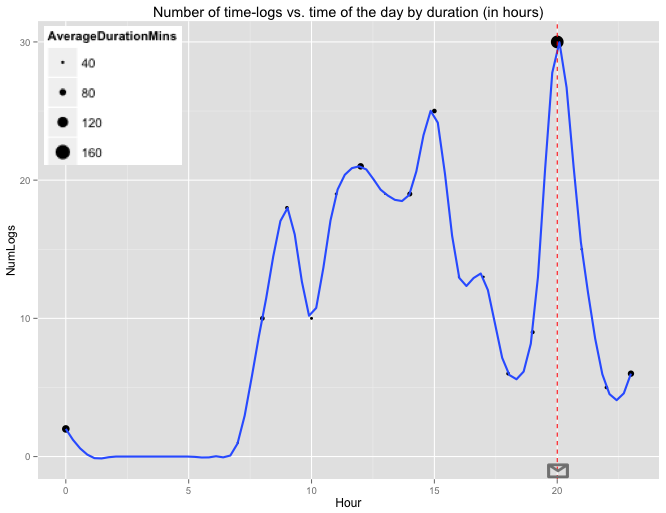 Number of time-logs vs. time of the day by duration (in hours)
AverageDurationMins
40
80
120
160
30
20
10
0
NumLogs
0 5 10 15 20
Hour